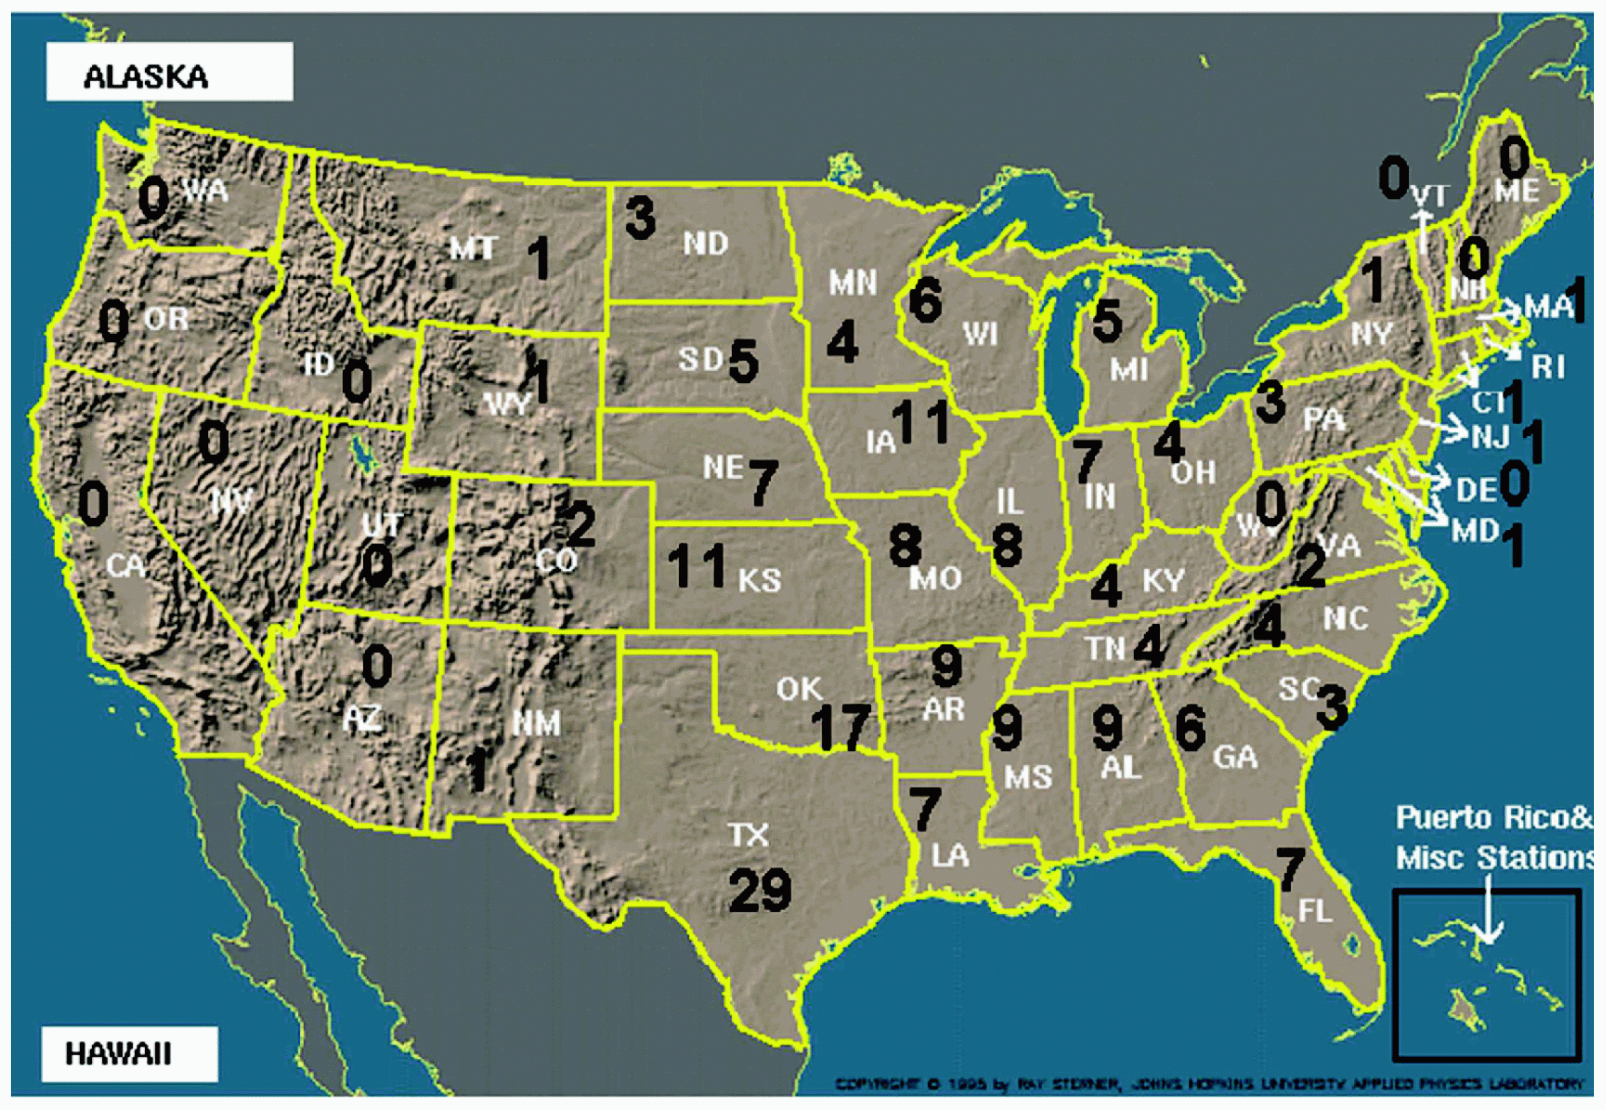 ALASKA
0 WA
0 OR
ID 0
MT 1
3 ND
SD 5
WY 1
MN
4
6 WI
5
MI
0 VT
0
ME
0
NH
1
NY
MA 1
RI
CT 1
NJ 1
3 PA
DE 0
MD 1
0
NV
0
CA
UT
0
2
CO
NE 7
IA 11
11 KS
8
MO
IL
8
7
IN
4
OH
0
WV
VA
2
4 KY
TN 4
4 NC
0
AZ
NM
1
OK
17
9
AR
9
MS
9
AL
6
GA
SC 3
TX
29
7
LA
7
FL
Puerto Rico&
Misc Stations
HAWAII
COPYRIGHT © 1995 by RAY STERNER, JOHNS HOPKINS UNIVERSITY APPLIED PHYSICS LABORATORY